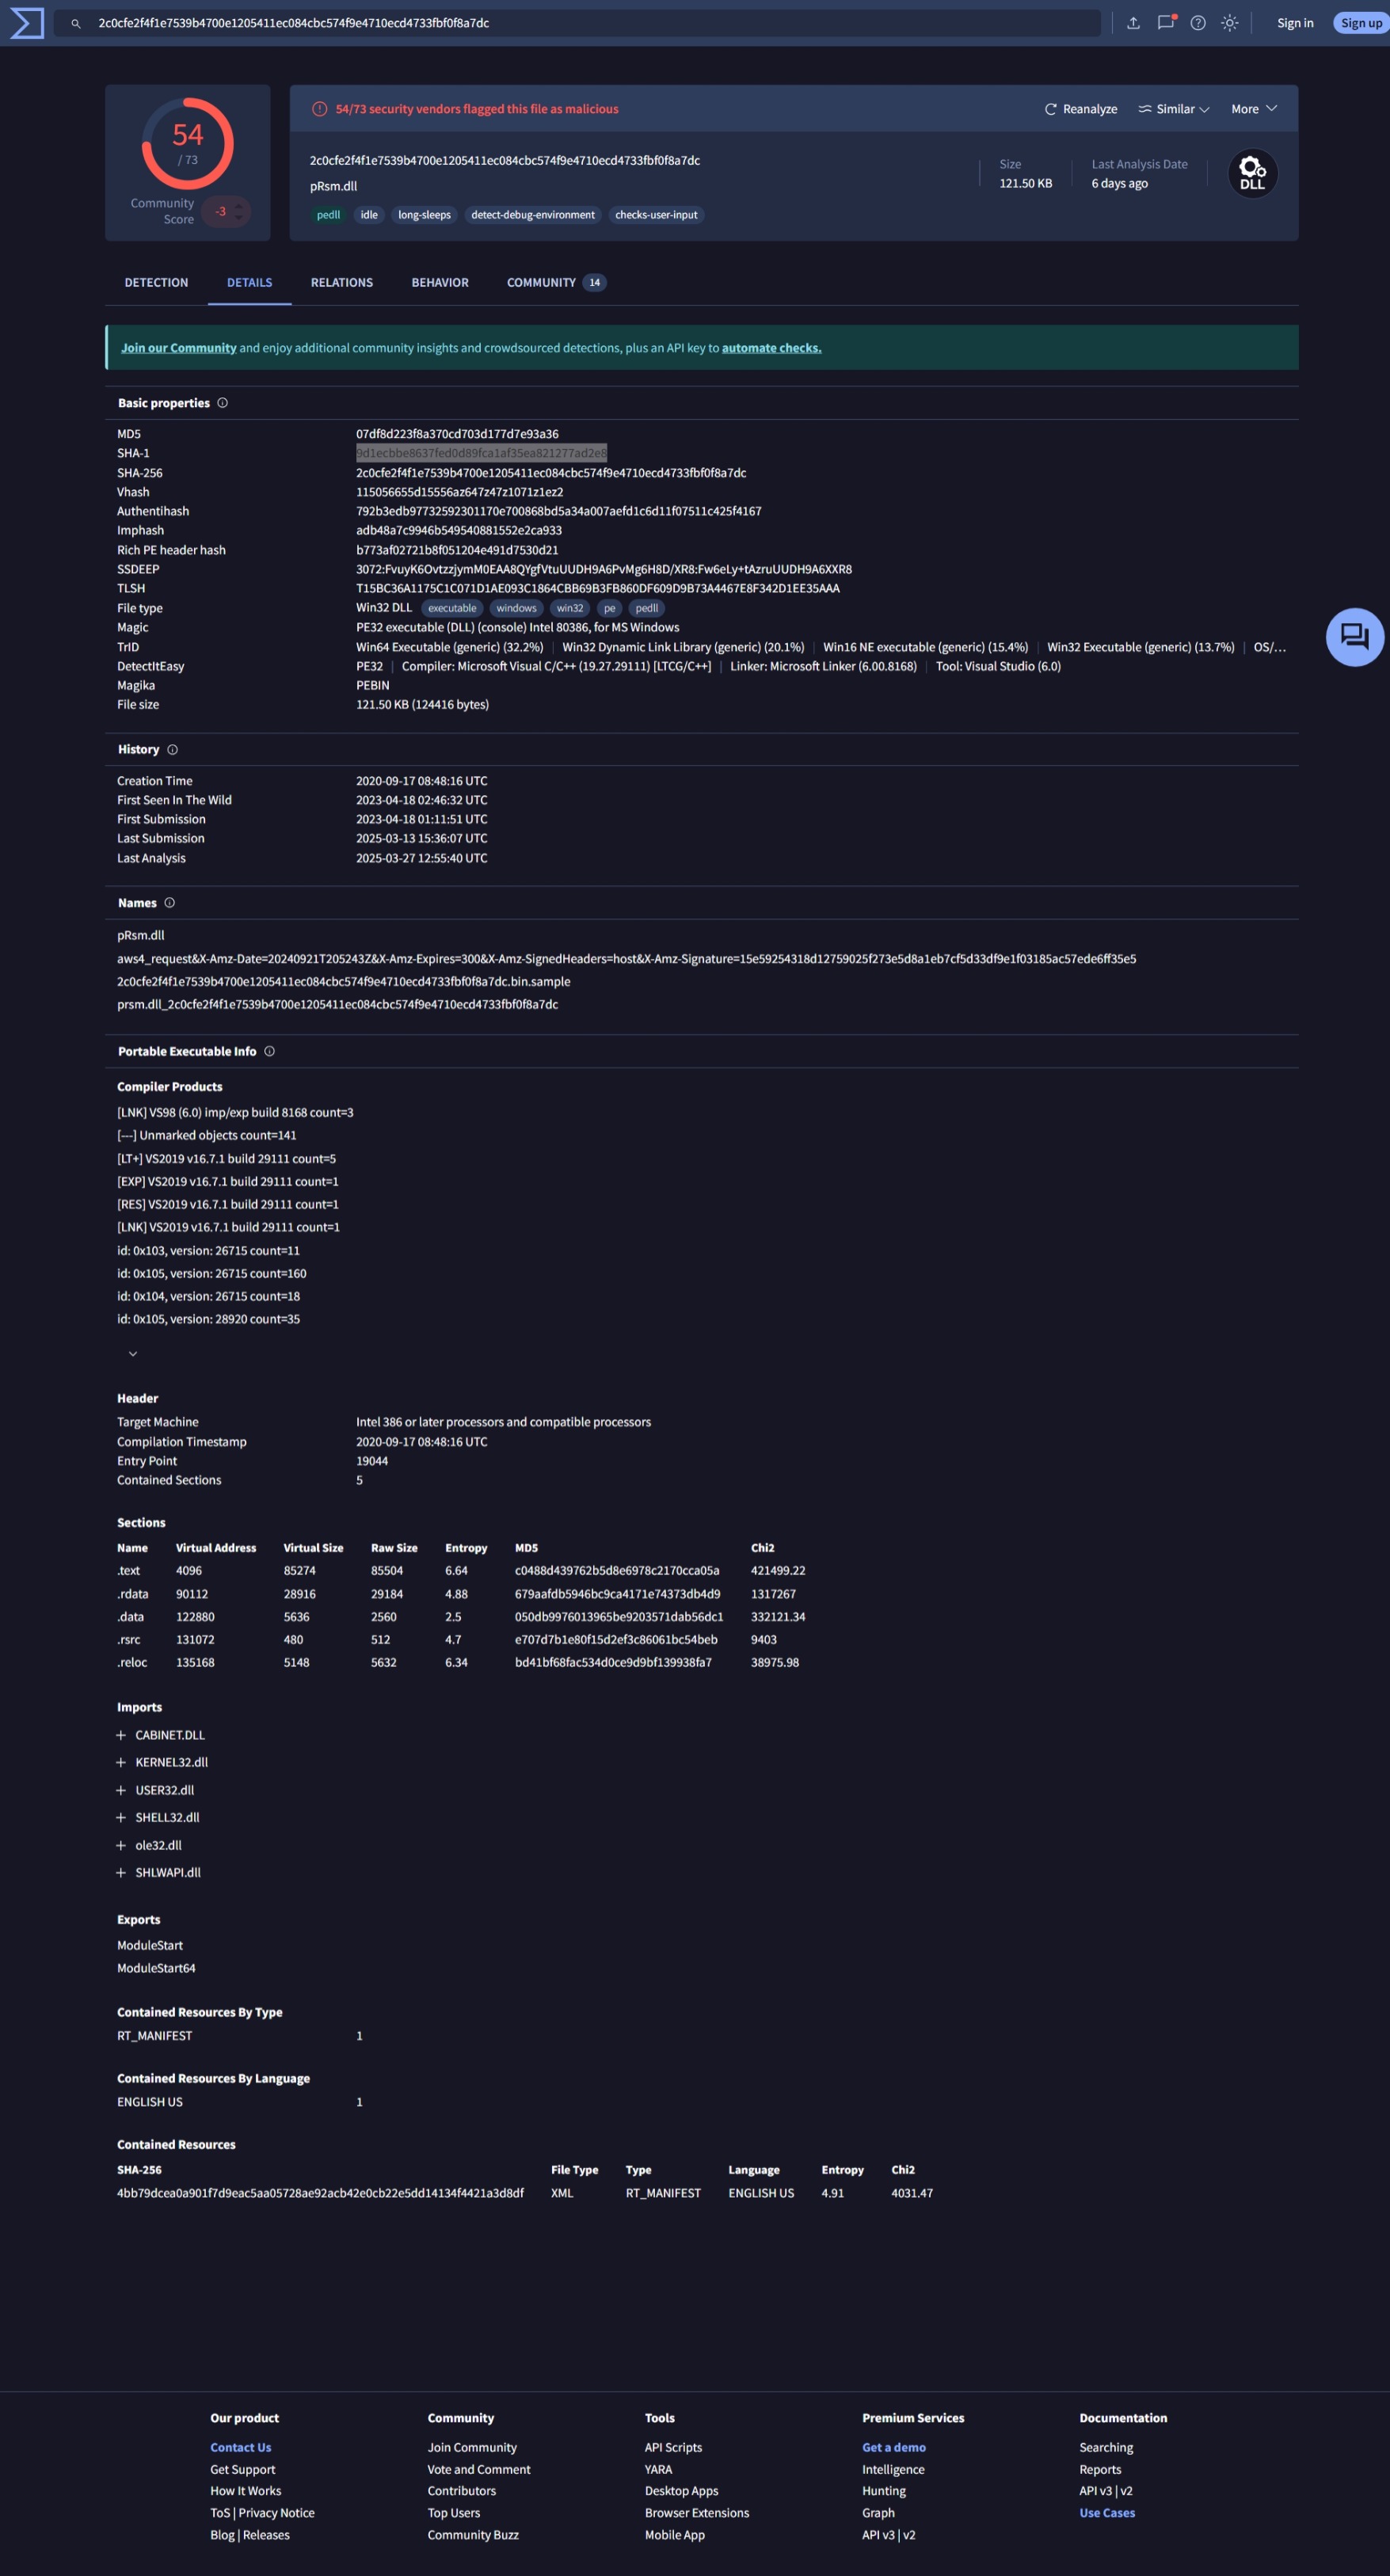 2c0cfe2f4f1e7539b4700e1205411ec084cbc574f9e4710ecd4733fbf0f8a7dc
Sign in
Sign up
54
/ 73
Community
Score
-3
54/73 security vendors flagged this file as malicious
Reanalyze
Similar
More
2c0cfe2f4f1e7539b4700e1205411ec084cbc574f9e4710ecd4733fbf0f8a7dc
pRsm.dll
Size
121.50 KB
Last Analysis Date
6 days ago
DLL
pedll idle long-sleeps detect-debug-environment checks-user-input
DETECTION DETAILS RELATIONS BEHAVIOR COMMUNITY 14
Join our Community and enjoy additional community insights and crowdsourced detections, plus an API key to automate checks.
Basic properties
MD5 07df8d223f8a370cd703d177d7e93a36
SHA-1 9d1ecbbe8637fed0d89fca1af35ea821277ad2e8
SHA-256 2c0cfe2f4f1e7539b4700e1205411ec084cbc574f9e4710ecd4733fbf0f8a7dc
Vhash 115056655d15556az647z47z1071z1ez2
Authentihash 792b3edb97732592301170e700868bd5a34a007aefd1c6d11f07511c425f4167
Imphash adb48a7c9946b549540881552e2ca933
Rich PE header hash b773af02721b8f051204e491d7530d21
SSDEEP 3072:FvuyK6OvtzzjymM0EAA8QYgfVtuUUDH9A6PvMg6H8D/XR8:Fw6eLy+tAzruUUDH9A6XXR8
TLSH T15BC36A1175C1C071D1AE093C1864CBB69B3FB860DF609D9B73A4467E8F342D1EE35AAA
File type Win32 DLL executable windows win32 pe pedll
Magic PE32 executable (DLL) (console) Intel 80386, for MS Windows
TrID Win64 Executable (generic) (32.2%) | Win32 Dynamic Link Library (generic) (20.1%) | Win16 NE executable (generic) (15.4%) | Win32 Executable (generic) (13.7%) | OS/…
DetectItEasy PE32 | Compiler: Microsoft Visual C/C++ (19.27.29111) [LTCG/C++] | Linker: Microsoft Linker (6.00.8168) | Tool: Visual Studio (6.0)
Magika PEBIN
File size 121.50 KB (124416 bytes)
History
Creation Time 2020-09-17 08:48:16 UTC
First Seen In The Wild 2023-04-18 02:46:32 UTC
First Submission 2023-04-18 01:11:51 UTC
Last Submission 2025-03-13 15:36:07 UTC
Last Analysis 2025-03-27 12:55:40 UTC
Names
pRsm.dll
aws4_request&X-Amz-Date=20240921T205243Z&X-Amz-Expires=300&X-Amz-SignedHeaders=host&X-Amz-Signature=15e59254318d12759025f273e5d8a1eb7cf5d33df9e1f03185ac57ede6ff35e5
2c0cfe2f4f1e7539b4700e1205411ec084cbc574f9e4710ecd4733fbf0f8a7dc.bin.sample
prsm.dll_2c0cfe2f4f1e7539b4700e1205411ec084cbc574f9e4710ecd4733fbf0f8a7dc
Portable Executable Info
Compiler Products
[LNK] VS98 (6.0) imp/exp build 8168 count=3
[---] Unmarked objects count=141
[LT+] VS2019 v16.7.1 build 29111 count=5
[EXP] VS2019 v16.7.1 build 29111 count=1
[RES] VS2019 v16.7.1 build 29111 count=1
[LNK] VS2019 v16.7.1 build 29111 count=1
id: 0x103, version: 26715 count=11
id: 0x105, version: 26715 count=160
id: 0x104, version: 26715 count=18
id: 0x105, version: 28920 count=35
Header
Target Machine Intel 386 or later processors and compatible processors
Compilation Timestamp 2020-09-17 08:48:16 UTC
Entry Point 19044
Contained Sections 5
Sections
Name Virtual Address Virtual Size Raw Size Entropy MD5 Chi2
.text 4096 85274 85504 6.64 c0488d439762b5d8e6978c2170cca05a 421499.22
.rdata 90112 28916 29184 4.88 679aafdb5946bc9ca4171e74373db4d9 1317267
.data 122880 5636 2560 2.5 050db9976013965be9203571dab56dc1 332121.34
.rsrc 131072 480 512 4.7 e707d7b1e80f15d2ef3c86061bc54beb 9403
.reloc 135168 5148 5632 6.34 bd41bf68fac534d0ce9d9bf139938fa7 38975.98
Imports
+ CABINET.DLL
+ KERNEL32.dll
+ USER32.dll
+ SHELL32.dll
+ ole32.dll
+ SHLWAPI.dll
Exports
ModuleStart
ModuleStart64
Contained Resources By Type
RT_MANIFEST 1
Contained Resources By Language
ENGLISH US 1
Contained Resources
SHA-256 File Type Type Language Entropy Chi2
4bb79dcea0a901f7d9eac5aa05728ae92acb42e0cb22e5dd14134f4421a3d8df XML RT_MANIFEST ENGLISH US 4.91 4031.47
Our product Community Tools Premium Services Documentation
Contact Us Join Community API Scripts Get a demo Searching
Get Support Vote and Comment YARA Intelligence Reports
How It Works Contributors Desktop Apps Hunting API v3 | v2
ToS | Privacy Notice Top Users Browser Extensions Graph Use Cases
Blog | Releases Community Buzz Mobile App API v3 | v2